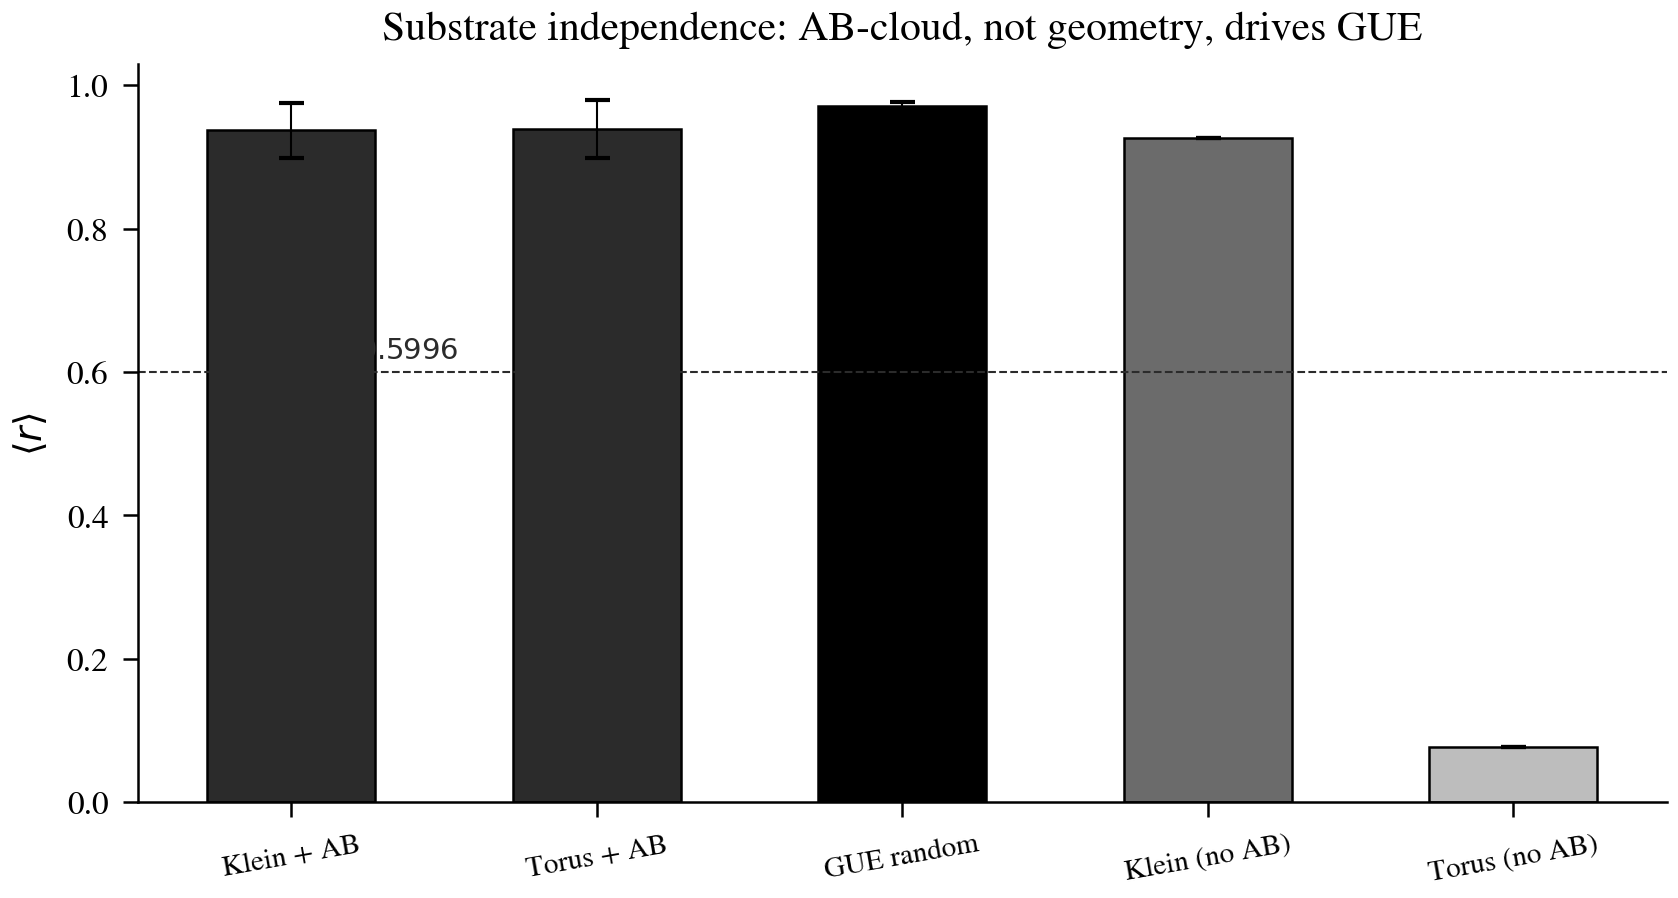 Substrate independence: AB-cloud, not geometry, drives GUE
1.0
0.8
0.6
0.4
0.2
0.0
⟨r⟩
.5996
Klein + AB
Torus + AB
GUE random
Klein (no AB)
Torus (no AB)